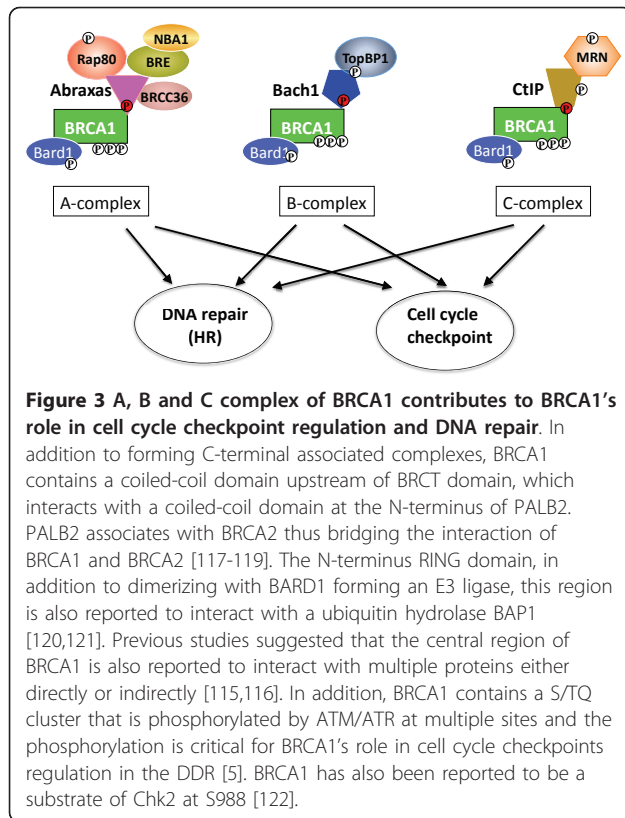 P
NBA1
Rap80
BRE
Abraxas
BRCC36
P
BRCA1
Bard1
P
P P P
TopBP1
P
Bach1
P
BRCA1
Bard1
P
P P P
P
MRN
CtIP
P
P
BRCA1
Bard1
P
P P P
A-complex
B-complex
C-complex
DNA repair
(HR)
Cell cycle
checkpoint
Figure 3 A, B and C complex of BRCA1 contributes to BRCA1's
role in cell cycle checkpoint regulation and DNA repair. In
addition to forming C-terminal associated complexes, BRCA1
contains a coiled-coil domain upstream of BRCT domain, which
interacts with a coiled-coil domain at the N-terminus of PALB2.
PALB2 associates with BRCA2 thus bridging the interaction of
BRCA1 and BRCA2 [117-119]. The N-terminus RING domain, in
addition to dimerizing with BARD1 forming an E3 ligase, this region
is also reported to interact with a ubiquitin hydrolase BAP1
[120,121]. Previous studies suggested that the central region of
BRCA1 is also reported to interact with multiple proteins either
directly or indirectly [115,116]. In addition, BRCA1 contains a S/TQ
cluster that is phosphorylated by ATM/ATR at multiple sites and the
phosphorylation is critical for BRCA1's role in cell cycle checkpoints
regulation in the DDR [5]. BRCA1 has also been reported to be a
substrate of Chk2 at S988 [122].